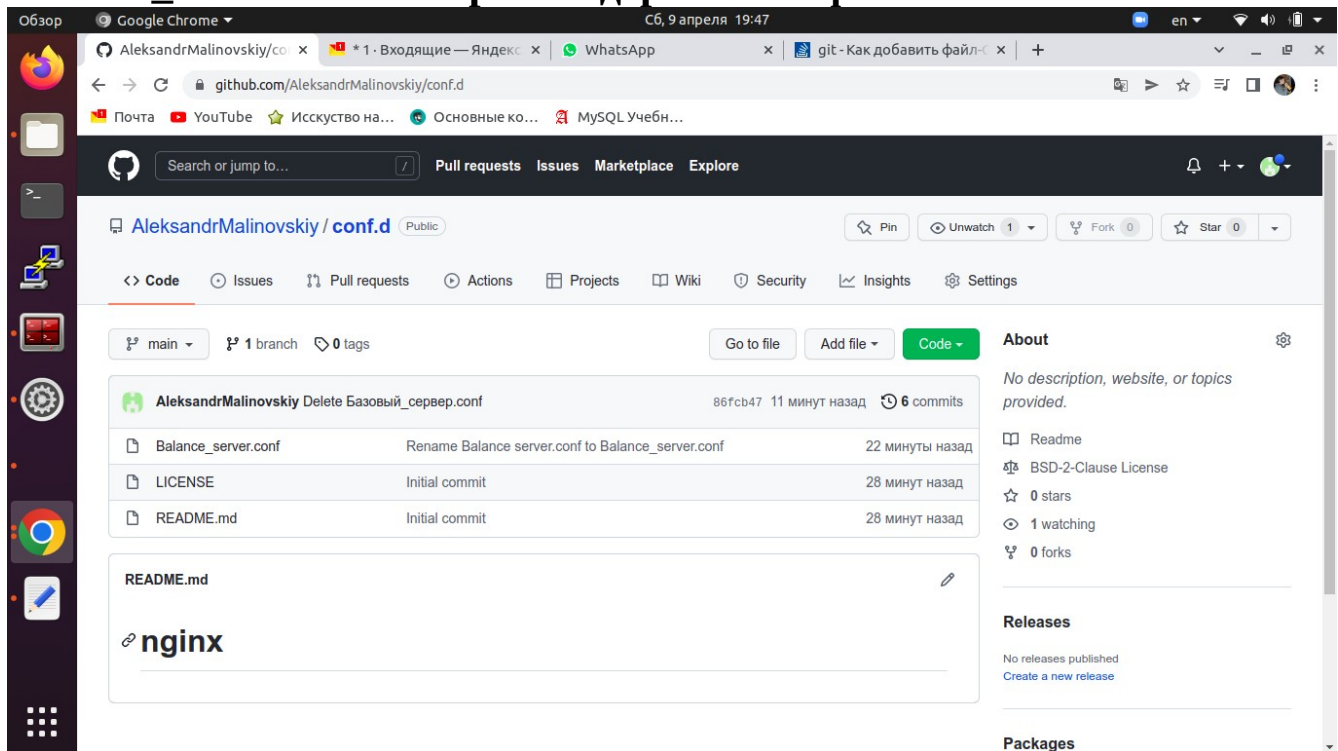 Обзор Google Chrome Сб, 9 апреля 19:47 en
AleksandrMalinovskiy/co * 1 · Входящие — Яндекс WhatsApp git - Как добавить файл-
github.com/AleksandrMalinovskiy/conf.d
Почта YouTube Исскуство на... Основные ко... MySQL Учебн...
Search or jump to... / Pull requests Issues Marketplace Explore
AleksandrMalinovskiy / conf.d Public Pin Unwatch 1 Fork 0 Star 0
Code Issues Pull requests Actions Projects Wiki Security Insights Settings
main 1 branch 0 tags Go to file Add file Code
AleksandrMalinovskiy Delete Базовый_сервер.conf 86fcb47 11 минут назад 6 commits
Balance_server.conf Rename Balance server.conf to Balance_server.conf 22 минуты назад
LICENSE Initial commit 28 минут назад
README.md Initial commit 28 минут назад
README.md
nginx
About
No description, website, or topics
provided.
Readme
BSD-2-Clause License
0 stars
1 watching
0 forks
Releases
No releases published
Create a new release
Packages